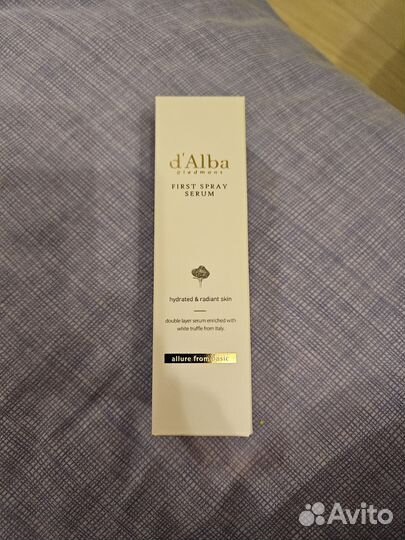 d'Alba
piedmont
FIRST SPRAY
SERUM
hydrated & radiant skin
double layer serum enriched with
white truffle from Italy.
allure from basic
Avito